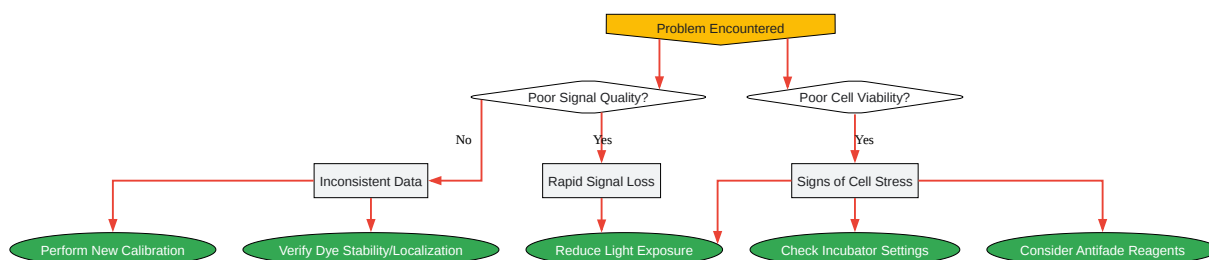 Problem Encountered
Poor Signal Quality?
Poor Cell Viability?
No
Yes
Yes
Inconsistent Data
Rapid Signal Loss
Signs of Cell Stress
Perform New Calibration
Verify Dye Stability/Localization
Reduce Light Exposure
Check Incubator Settings
Consider Antifade Reagents